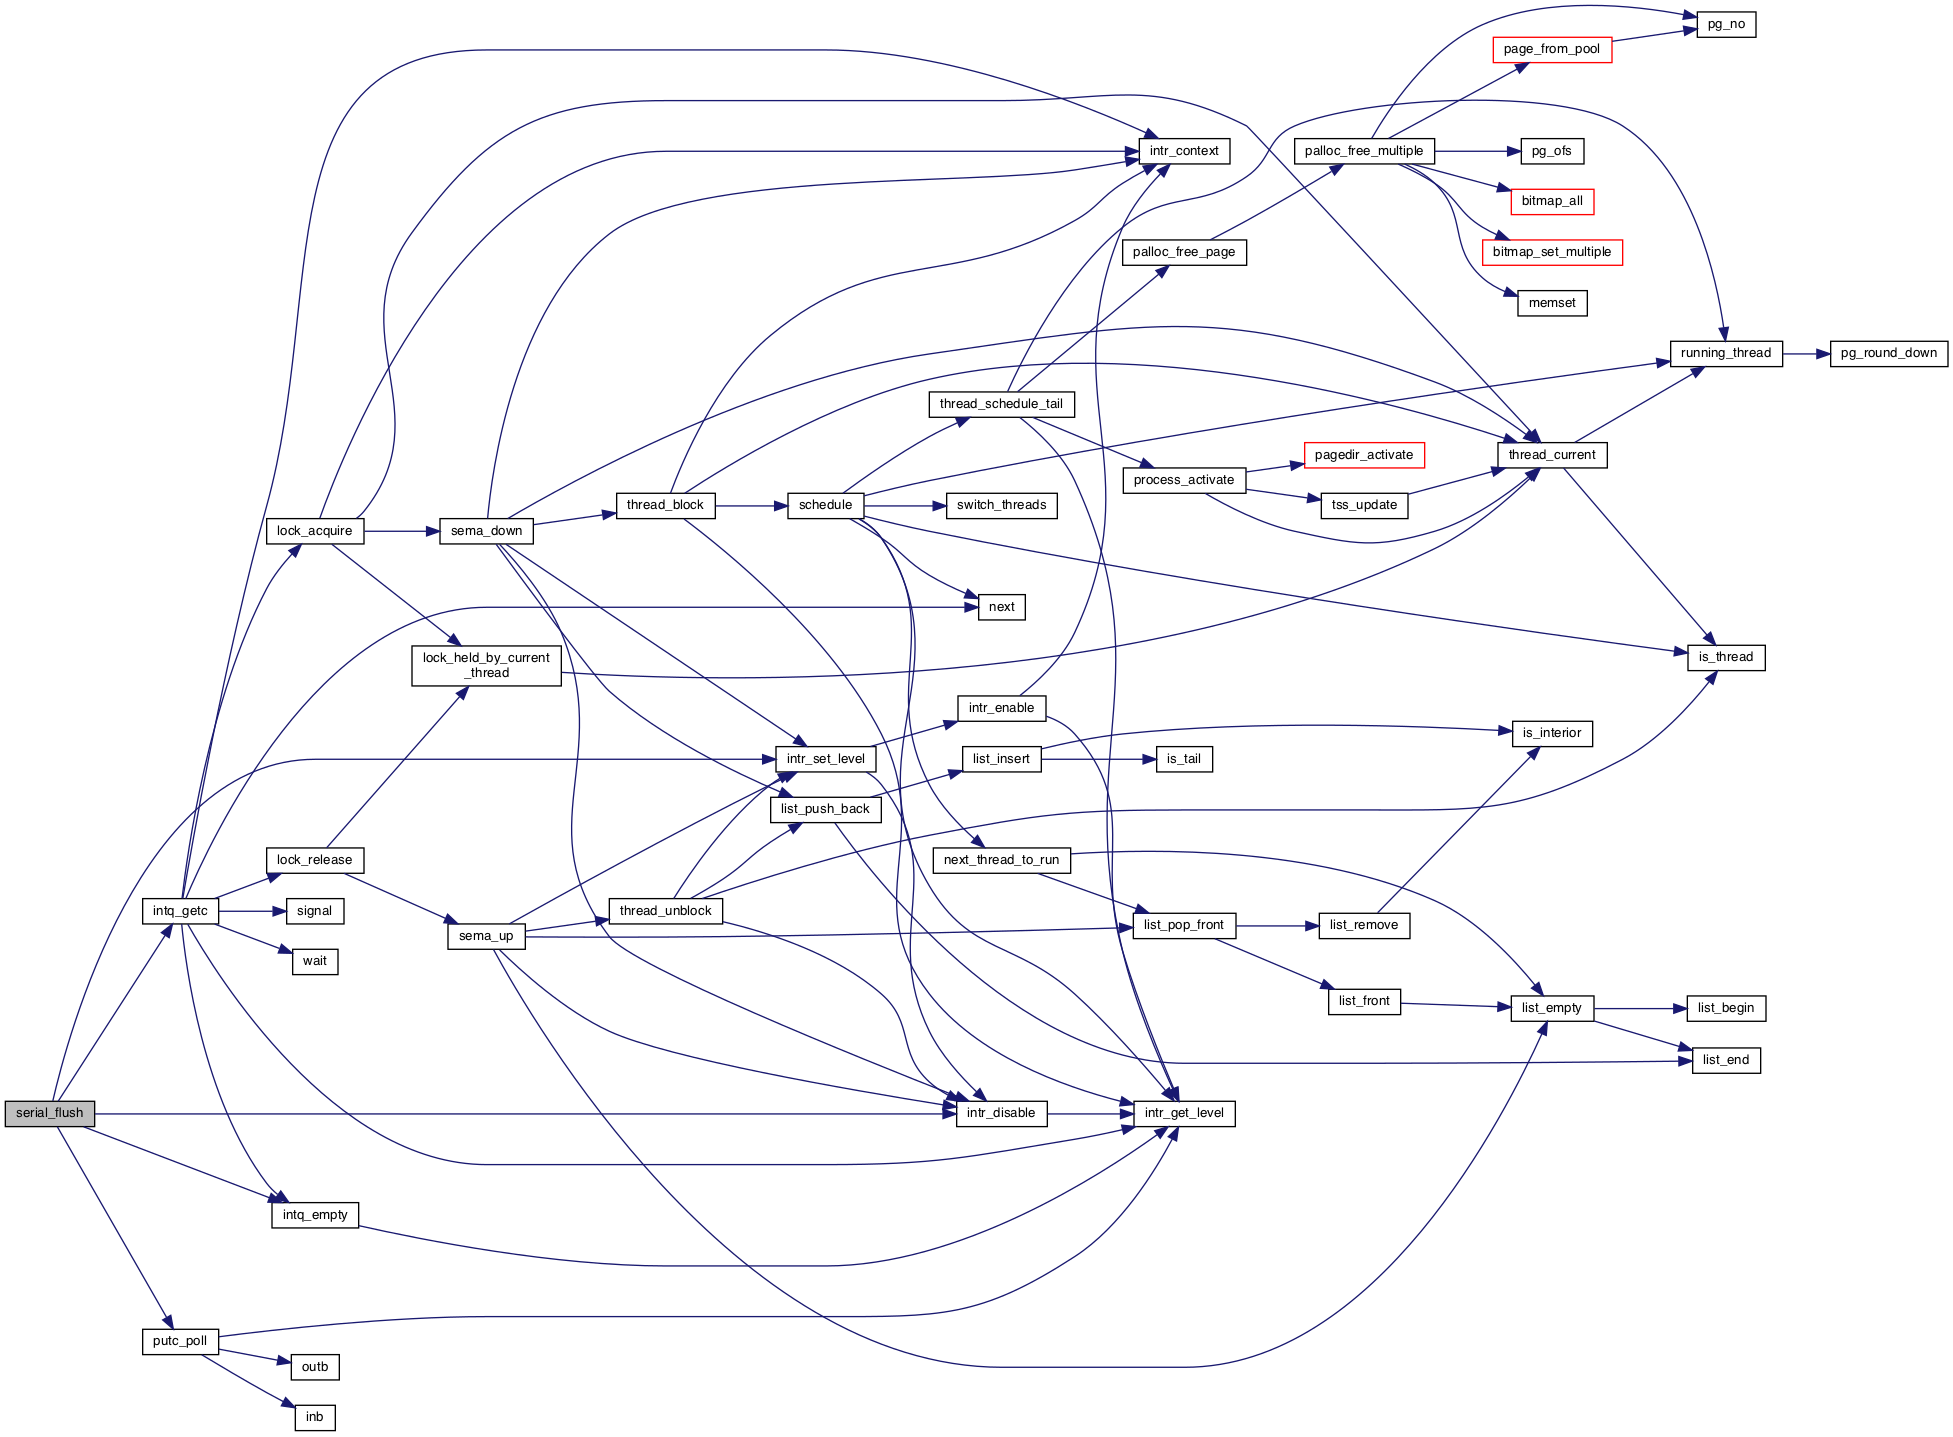 pg_no
page_from_pool
intr_context
palloc_free_multiple
pg_ofs
bitmap_all
palloc_free_page
bitmap_set_multiple
memset
running_thread
pg_round_down
thread_schedule_tail
pagedir_activate
thread_current
process_activate
thread_block
schedule
switch_threads
tss_update
lock_acquire
sema_down
next
lock_held_by_current
_thread
is_thread
intr_enable
is_interior
intr_set_level
list_insert
is_tail
list_push_back
lock_release
next_thread_to_run
intq_getc
signal
thread_unblock
list_pop_front
list_remove
sema_up
wait
list_front
list_empty
list_begin
list_end
serial_flush
intr_disable
intr_get_level
intq_empty
putc_poll
outb
inb